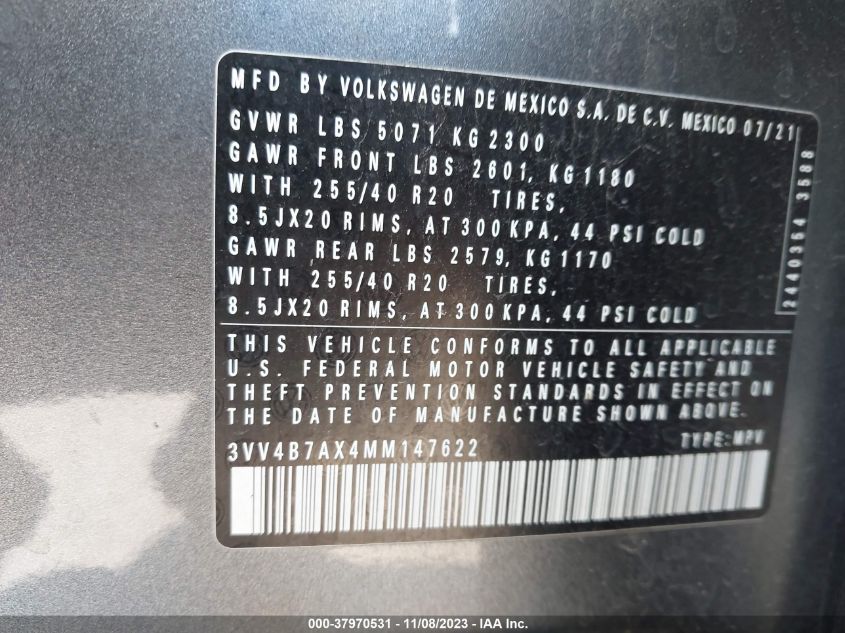 MFD BY VOLKSWAGEN DE MEXICO S.A. DE C.V. MEXICO 07/21
GVWR LBS 5071 KG 2300
GAWR FRONT LBS 2601, KG 1180
WITH 255/40 R20 TIRES,
8.5JX20 RIMS, AT 300 KPA, 44 PSI COLD
GAWR REAR LBS 2579, KG 1170
WITH 255/40 R20 TIRES,
8.5JX20 RIMS, AT 300 KPA, 44 PSI COLD
2440354 3588
THIS VEHICLE CONFORMS TO ALL APPLICABLE
U.S. FEDERAL MOTOR VEHICLE SAFETY AND
THEFT PREVENTION STANDARDS IN EFFECT ON
THE DATE OF MANUFACTURE SHOWN ABOVE.
3VV4B7AX4MM147622 TYPE:MPV
000-37970531 - 11/08/2023 - IAA Inc.